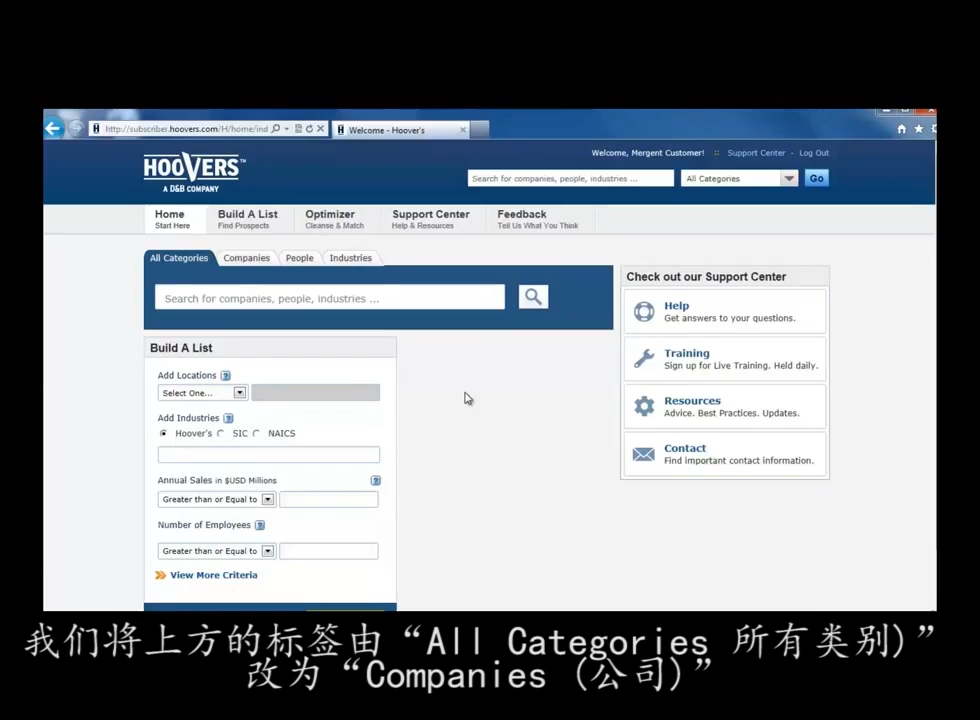 http://subscriber.hoovers.com/H/home/ind
Welcome - Hoover's
HOOVERS™
A D&B COMPANY
Welcome, Mergent Customer! :: Support Center - Log Out
Search for companies, people, industries ...
All Categories
Go
Home
Start Here
Build A List
Find Prospects
Optimizer
Cleanse & Match
Support Center
Help & Resources
Feedback
Tell Us What You Think
All Categories
Companies
People
Industries
Search for companies, people, industries ...
Check out our Support Center
Help
Get answers to your questions.
Training
Sign up for Live Training. Held daily.
Resources
Advice. Best Practices. Updates.
Contact
Find important contact information.
Build A List
Add Locations ?
Select One...
Add Industries ?
Hoover's SIC NAICS
Annual Sales in $USD Millions ?
Greater than or Equal to
Number of Employees ?
Greater than or Equal to
View More Criteria
我们将上方的标签由“All Categories 所有类别)”
改为“Companies (公司)”